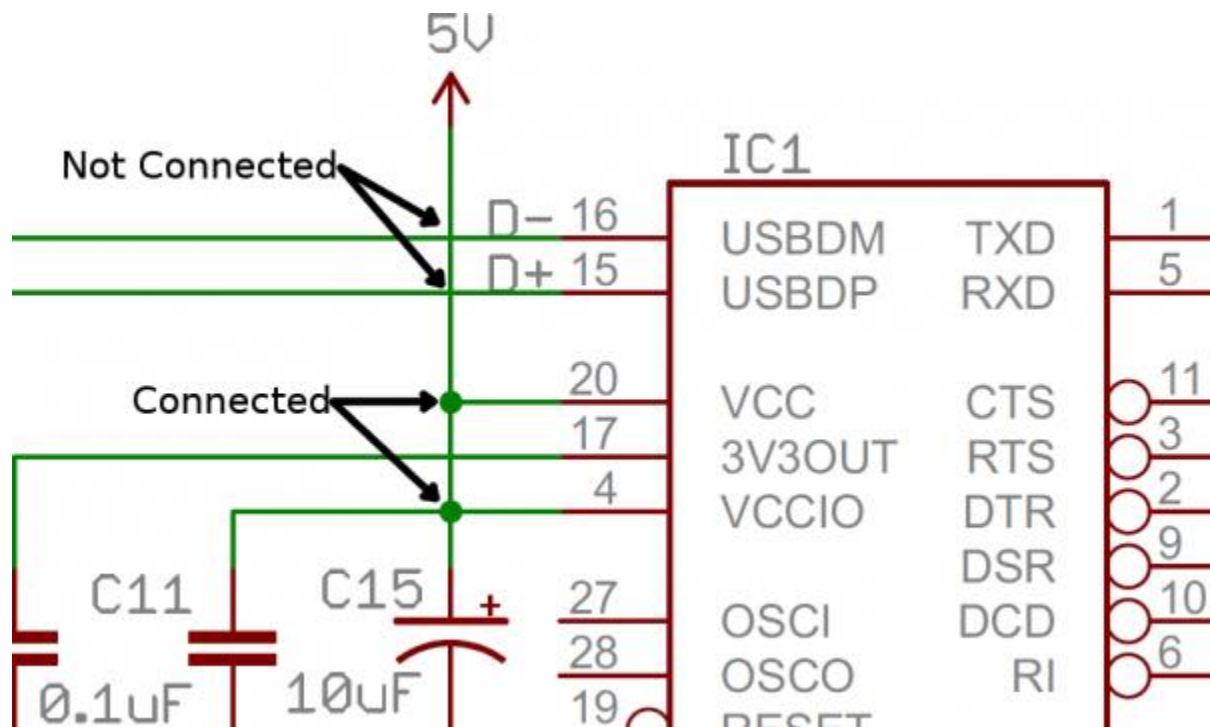 5V
Not Connected
IC1
D- 16 USBDM TXD 1
D+ 15 USBDP RXD 5
Connected
20 VCC CTS 11
17 3V3OUT RTS 3
4 VCCIO DTR 2
DSR 9
C11 C15 +
27 OSCI DCD 10
28 OSCO RI 6
0.1uF 10uF
19 RESET